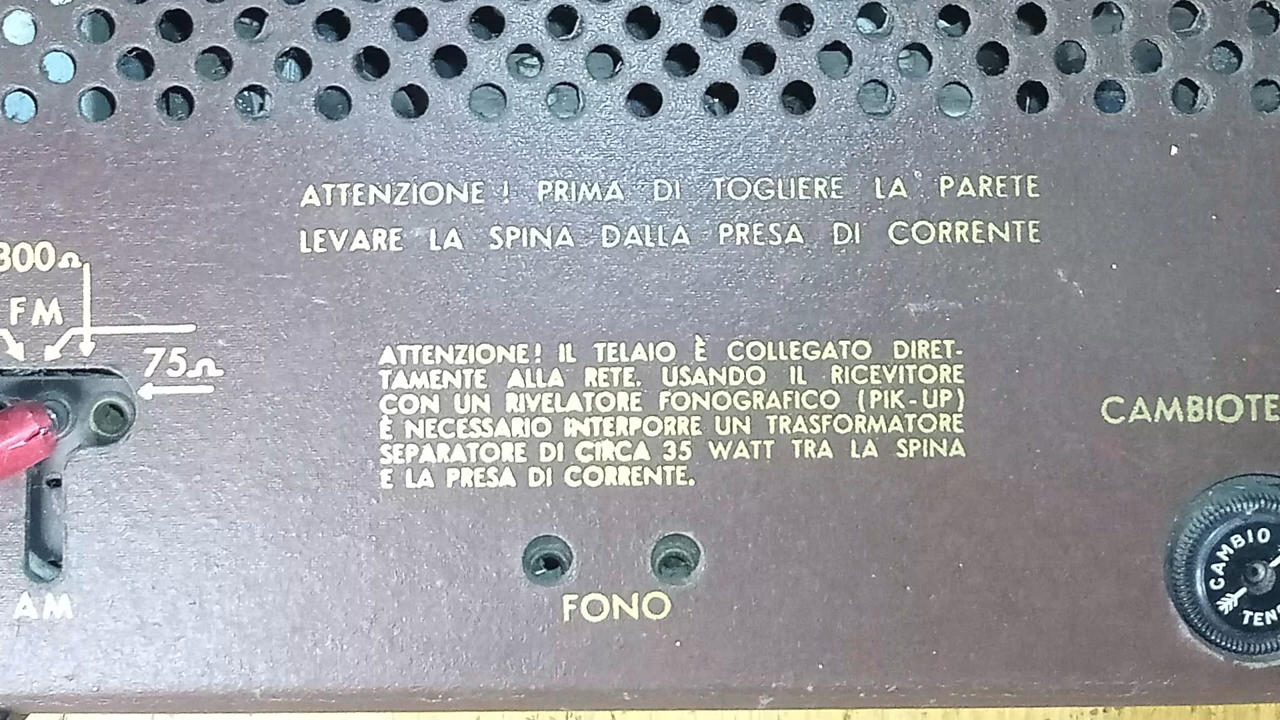 ATTENZIONE! PRIMA DI TOGLIERE LA PARETE
LEVARE LA SPINA DALLA PRESA DI CORRENTE
300Ω
FM
75Ω
ATTENZIONE! IL TELAIO È COLLEGATO DIRET-
TAMENTE ALLA RETE. USANDO IL RICEVITORE
CON UN RIVELATORE FONOGRAFICO (PIK-UP)
È NECESSARIO INTERPORRE UN TRASFORMATORE
SEPARATORE DI CIRCA 35 WATT TRA LA SPINA
E LA PRESA DI CORRENTE.
CAMBIOTE
CAMBIO
TEN
AM
FONO